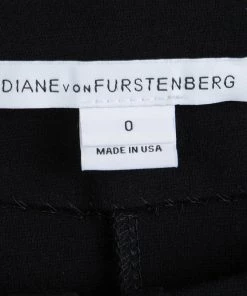 DIANE VON FURSTENBERG
0
MADE IN USA